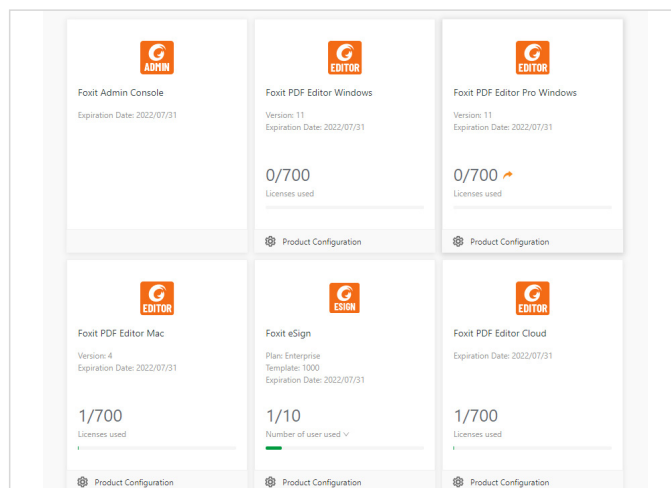 ADMIN
Foxit Admin Console
Expiration Date: 2022/07/31
EDITOR
Foxit PDF Editor Windows
Version: 11
Expiration Date: 2022/07/31
0/700
Licenses used
Product Configuration
EDITOR
Foxit PDF Editor Pro Windows
Version: 11
Expiration Date: 2022/07/31
0/700
Licenses used
Product Configuration
EDITOR
Foxit PDF Editor Mac
Version: 4
Expiration Date: 2022/07/31
1/700
Licenses used
Product Configuration
ESIGN
Foxit eSign
Plan: Enterprise
Template: 1000
Expiration Date: 2022/07/31
1/10
Number of user used
Product Configuration
EDITOR
Foxit PDF Editor Cloud
Expiration Date: 2022/07/31
1/700
Licenses used
Product Configuration